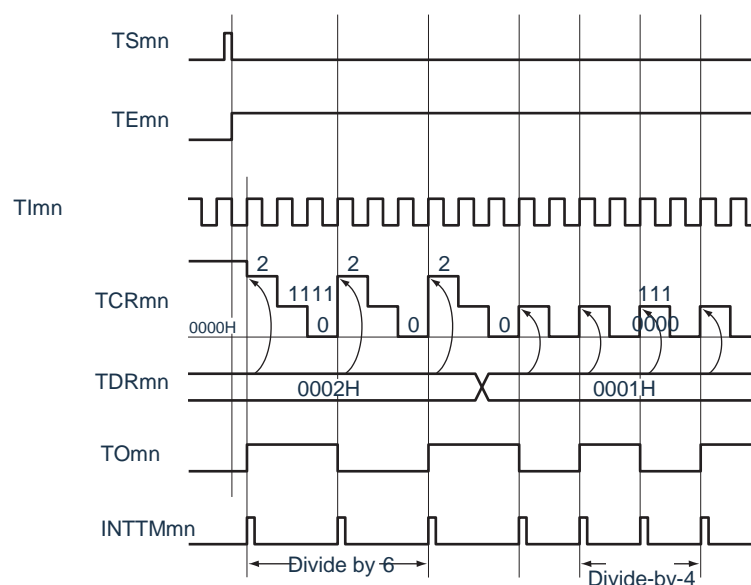 TSmn
TEmn
TImn
2 2 2
TCRmn 1111 111
0000H 0 0 0 0000
TDRmn 0002H 0001H
TOmn
INTTMmn
Divide by 6 Divide-by-4